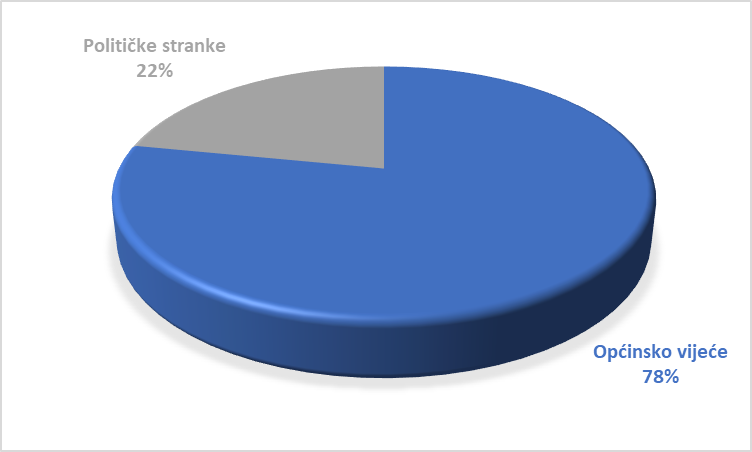 Političke stranke
22%
Općinsko vijeće
78%